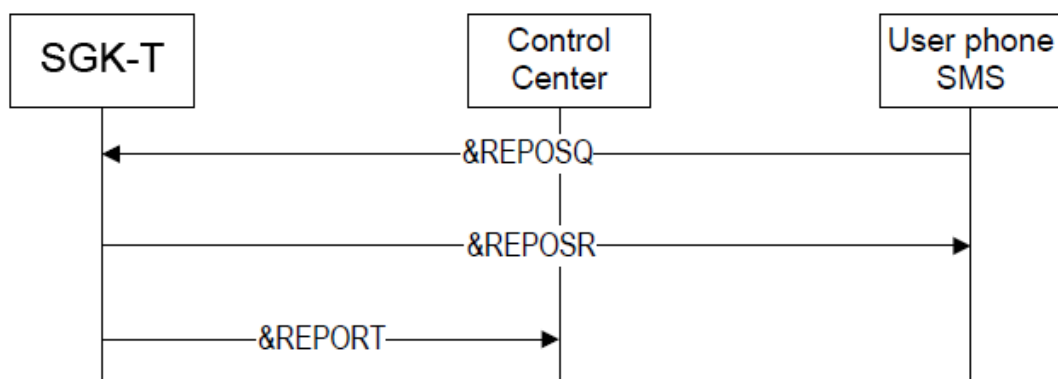 SGK-T
Control
Center
User phone
SMS
&REPOSQ
&REPOSR
&REPORT